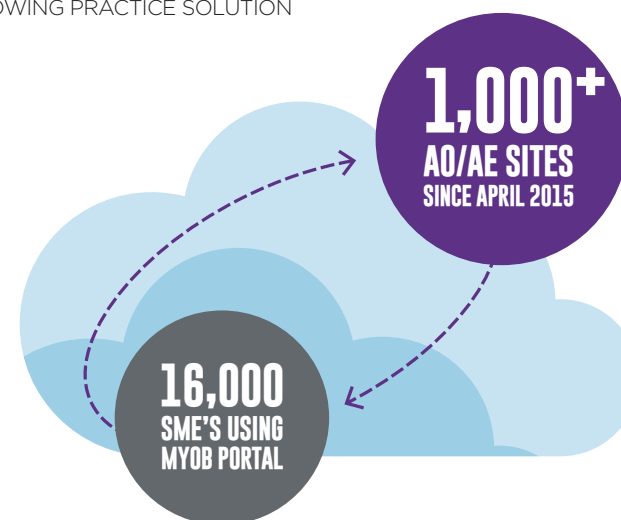 OWING PRACTICE SOLUTION
1,000+
AO/AE SITES
SINCE APRIL 2015
16,000
SME'S USING
MYOB PORTAL